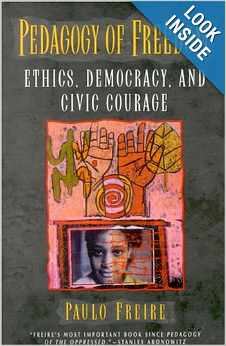 LOOK INSIDE!
PEDAGOGY OF FREE
ETHICS, DEMOCRACY, AND
CIVIC COURAGE
PAULO FREIRE
"FREIRE'S MOST IMPORTANT BOOK SINCE PEDAGOGY
OF THE OPPRESSED."—STANLEY ARONOWITZ